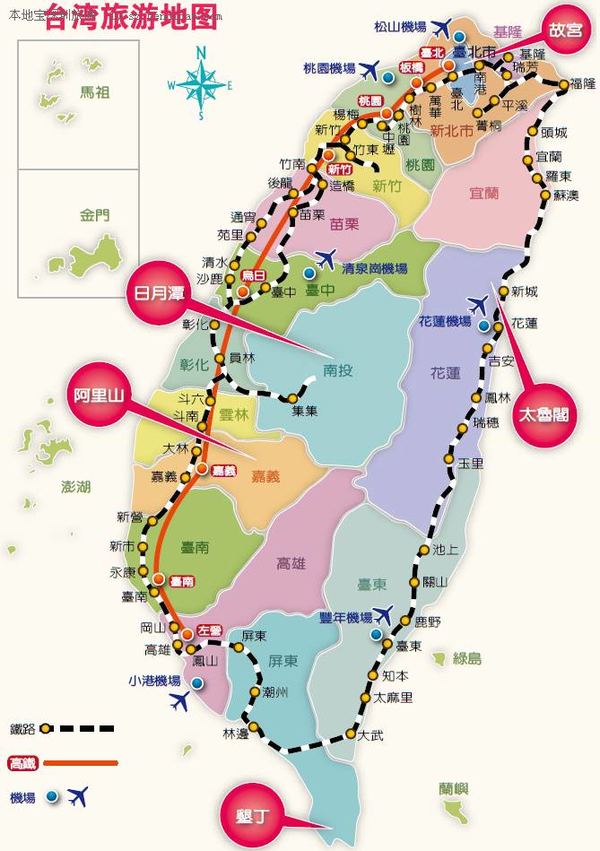 台湾旅游地图
馬祖
金門
澎湖
N
W
E
S
松山機場
基隆
故宮
臺北
臺北市
桃園機場
板橋
南港
基隆
瑞芳
福隆
桃園
樹林
萬華
臺北
平溪
菁桐
楊梅
中壢
桃園
新北市
頭城
新竹
竹東
宜蘭
竹南
新竹
桃園
羅東
後龍
造橋
新竹
宜蘭
蘇澳
通宵
苗栗
苗栗
苑里
清水
沙鹿
烏日
清泉崗機場
臺中
臺中
日月潭
新城
彰化
花蓮機場
花蓮
員林
彰化
南投
花蓮
吉安
阿里山
斗六
集集
鳳林
太魯閣
斗南
雲林
瑞穗
大林
玉里
嘉義
嘉義
嘉義
新營
新市
臺南
池上
高雄
永康
臺南
臺東
關山
臺南
岡山
左營
豐年機場
鹿野
高雄
屏東
臺東
鳳山
屏東
綠島
小港機場
潮州
知本
太麻里
林邊
大武
鐵路
高鐵
機場
墾丁
蘭嶼